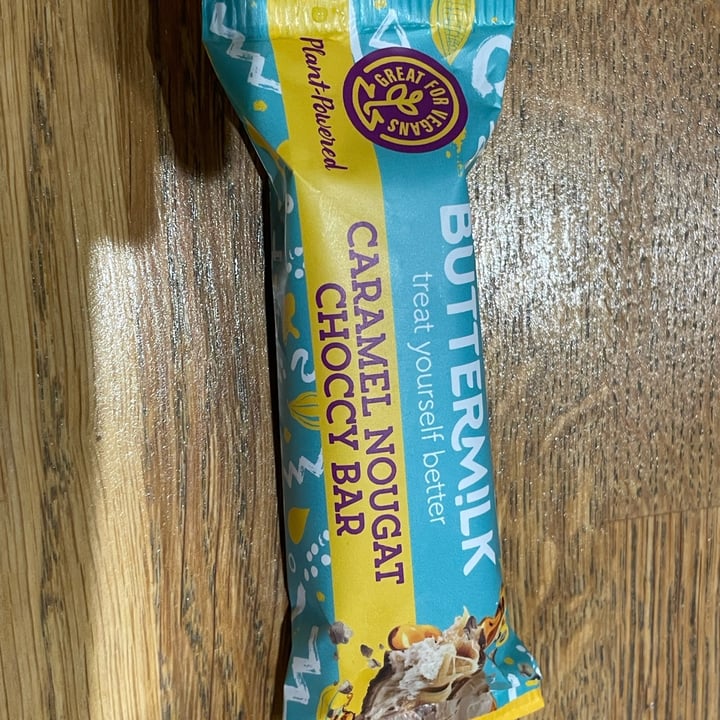 Plant-Powered
GREAT FOR VEGANS
BUTTERMILK
treat yourself better
CARAMEL NOUGAT
CHOCCY BAR